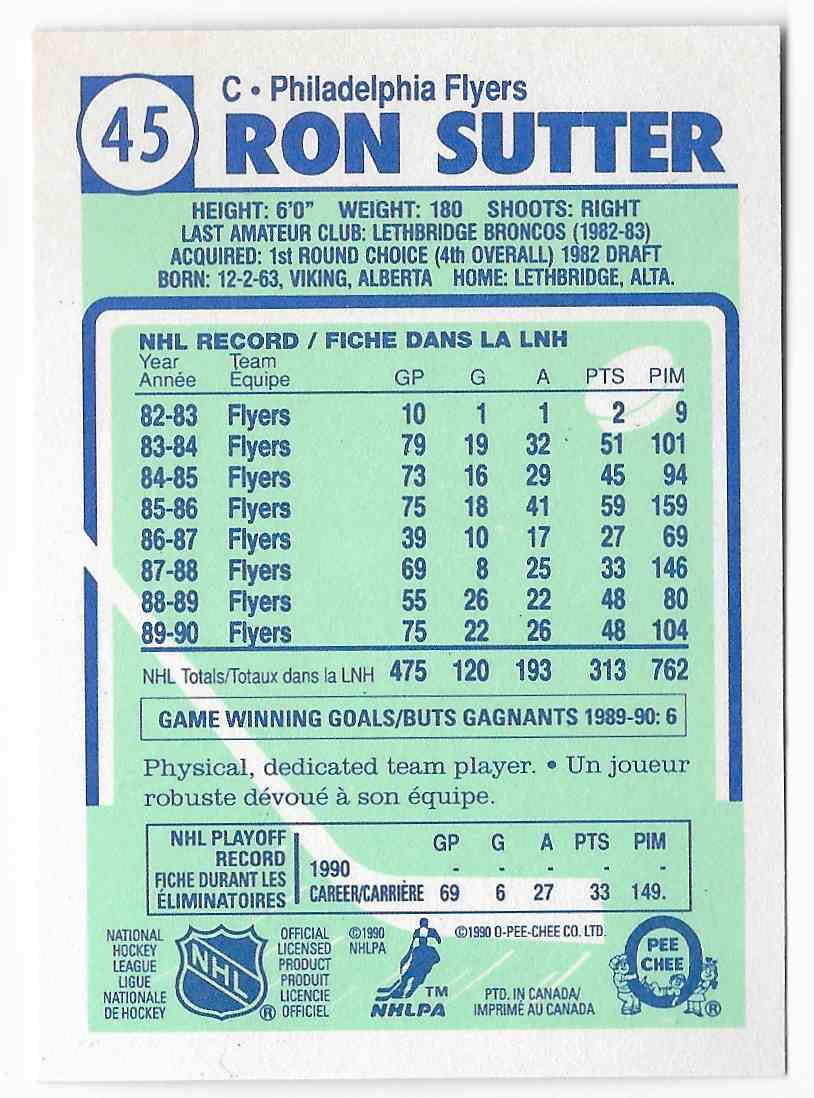 45
C • Philadelphia Flyers
RON SUTTER
HEIGHT: 6'0" WEIGHT: 180 SHOOTS: RIGHT
LAST AMATEUR CLUB: LETHBRIDGE BRONCOS (1982-83)
ACQUIRED: 1st ROUND CHOICE (4th OVERALL) 1982 DRAFT
BORN: 12-2-63, VIKING, ALBERTA HOME: LETHBRIDGE, ALTA.
NHL RECORD / FICHE DANS LA LNH
Year Team
Année Equipe GP G A PTS PIM
82-83 Flyers 10 1 1 2 9
83-84 Flyers 79 19 32 51 101
84-85 Flyers 73 16 29 45 94
85-86 Flyers 75 18 41 59 159
86-87 Flyers 39 10 17 27 69
87-88 Flyers 69 8 25 33 146
88-89 Flyers 55 26 22 48 80
89-90 Flyers 75 22 26 48 104
NHL Totals/Totaux dans la LNH 475 120 193 313 762
GAME WINNING GOALS/BUTS GAGNANTS 1989-90: 6
Physical, dedicated team player. • Un joueur
robuste dévoué à son équipe.
NHL PLAYOFF
RECORD
FICHE DURANT LES
ÉLIMINATOIRES
GP G A PTS PIM
1990 - - - - -
CAREER/CARRIÈRE 69 6 27 33 149.
NATIONAL
HOCKEY
LEAGUE
LIGUE
NATIONALE
DE HOCKEY
NHL
®
OFFICIAL
LICENSED
PRODUCT
PRODUIT
LICENCIE
OFFICIEL
©1990
NHLPA
TM
NHLPA
©1990 O-PEE-CHEE CO. LTD.
PTD. IN CANADA/
IMPRIMÉ AU CANADA
O
PEE
CHEE
®